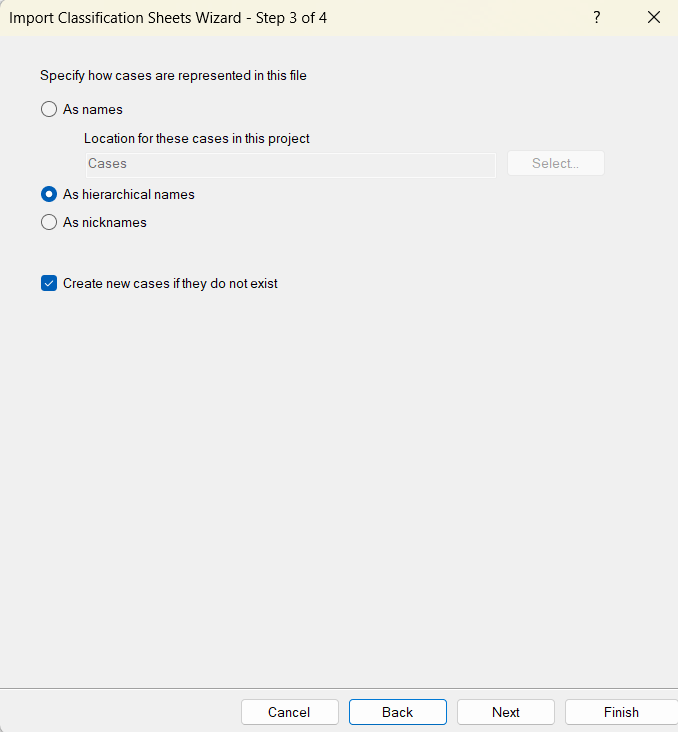 Import Classification Sheets Wizard - Step 3 of 4 ?
Specify how cases are represented in this file
As names
Location for these cases in this project
Cases Select...
As hierarchical names
As nicknames
Create new cases if they do not exist
Cancel Back Next Finish